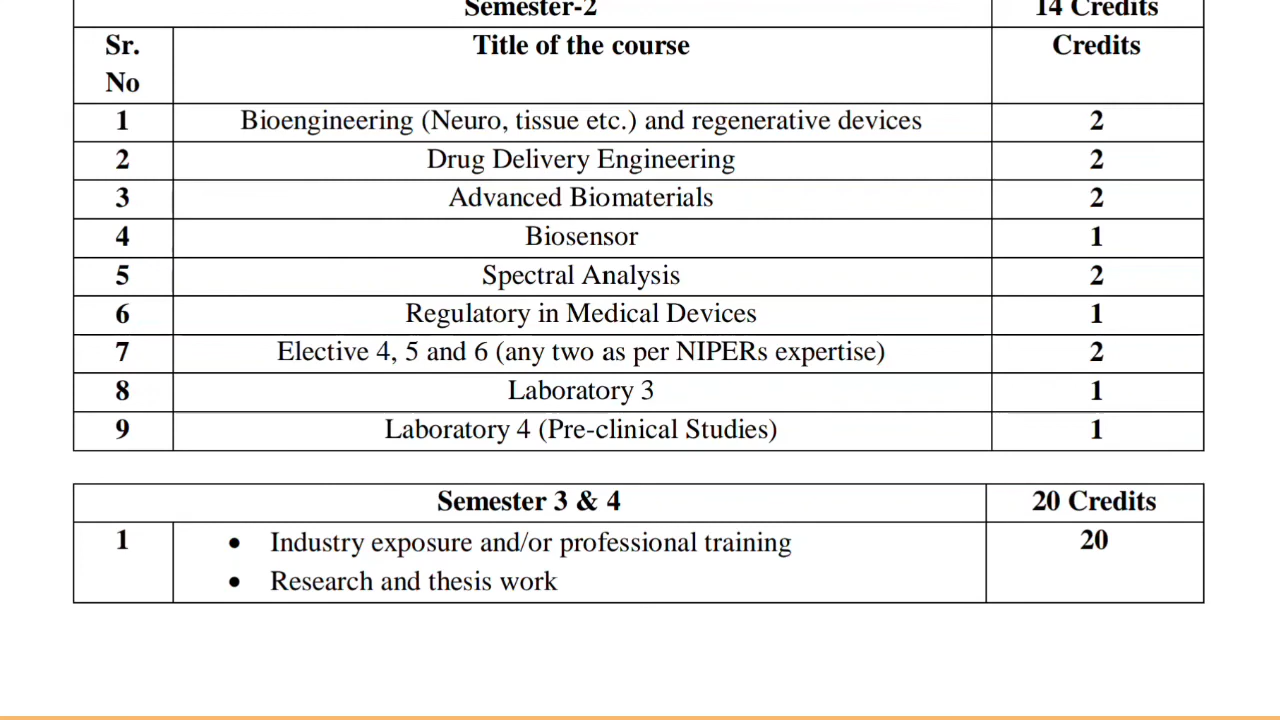 Semester-2 14 Credits
Sr. No Title of the course Credits
1 Bioengineering (Neuro, tissue etc.) and regenerative devices 2
2 Drug Delivery Engineering 2
3 Advanced Biomaterials 2
4 Biosensor 1
5 Spectral Analysis 2
6 Regulatory in Medical Devices 1
7 Elective 4, 5 and 6 (any two as per NIPERs expertise) 2
8 Laboratory 3 1
9 Laboratory 4 (Pre-clinical Studies) 1
Semester 3 & 4 20 Credits
1 • Industry exposure and/or professional training 20
• Research and thesis work